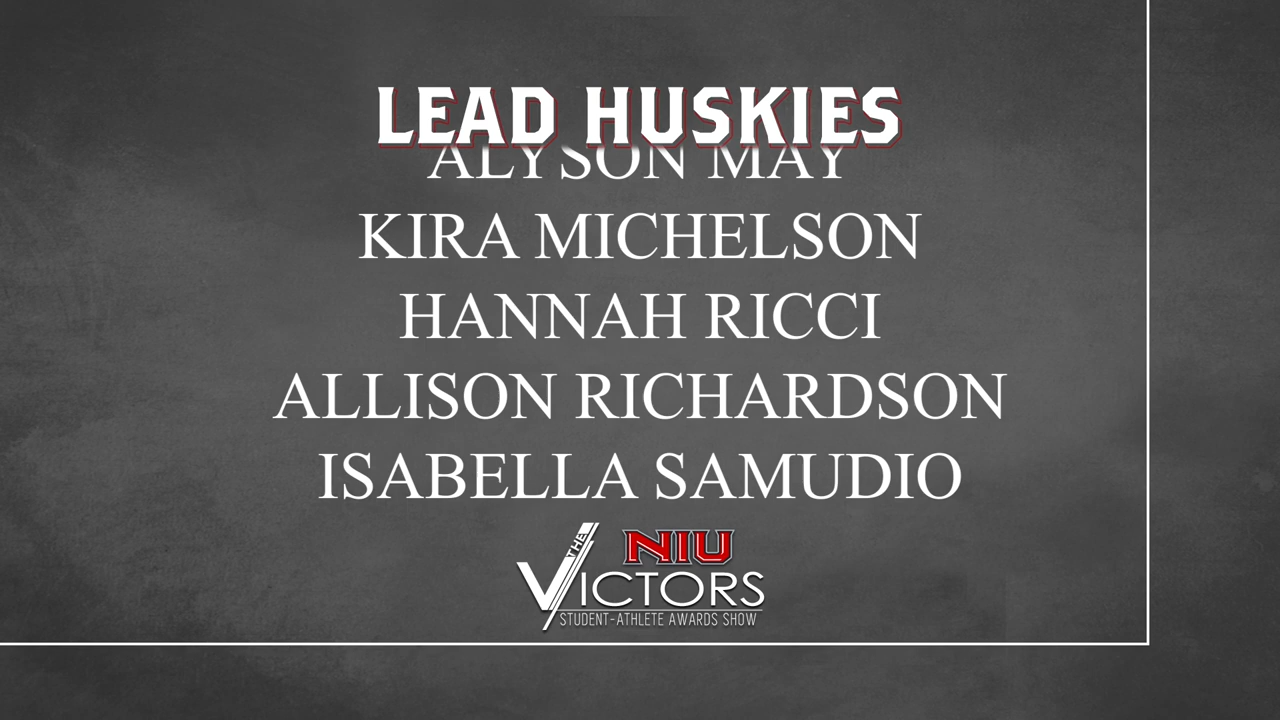 LEAD HUSKIES
ALYSON MAY
KIRA MICHELSON
HANNAH RICCI
ALLISON RICHARDSON
ISABELLA SAMUDIO
THE NIU
VICTORS
STUDENT-ATHLETE AWARDS SHOW